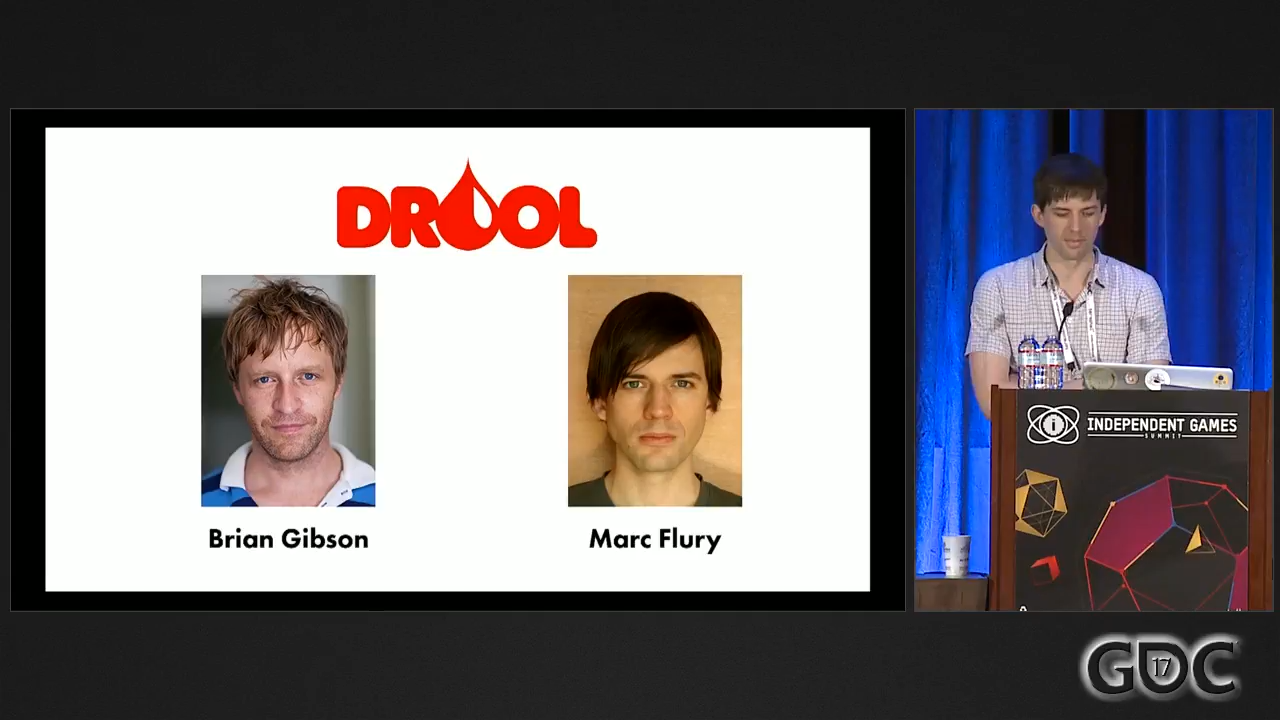 DROOL
Brian Gibson
Marc Flury
INDEPENDENT GAMES
SUMMIT
GDC
17